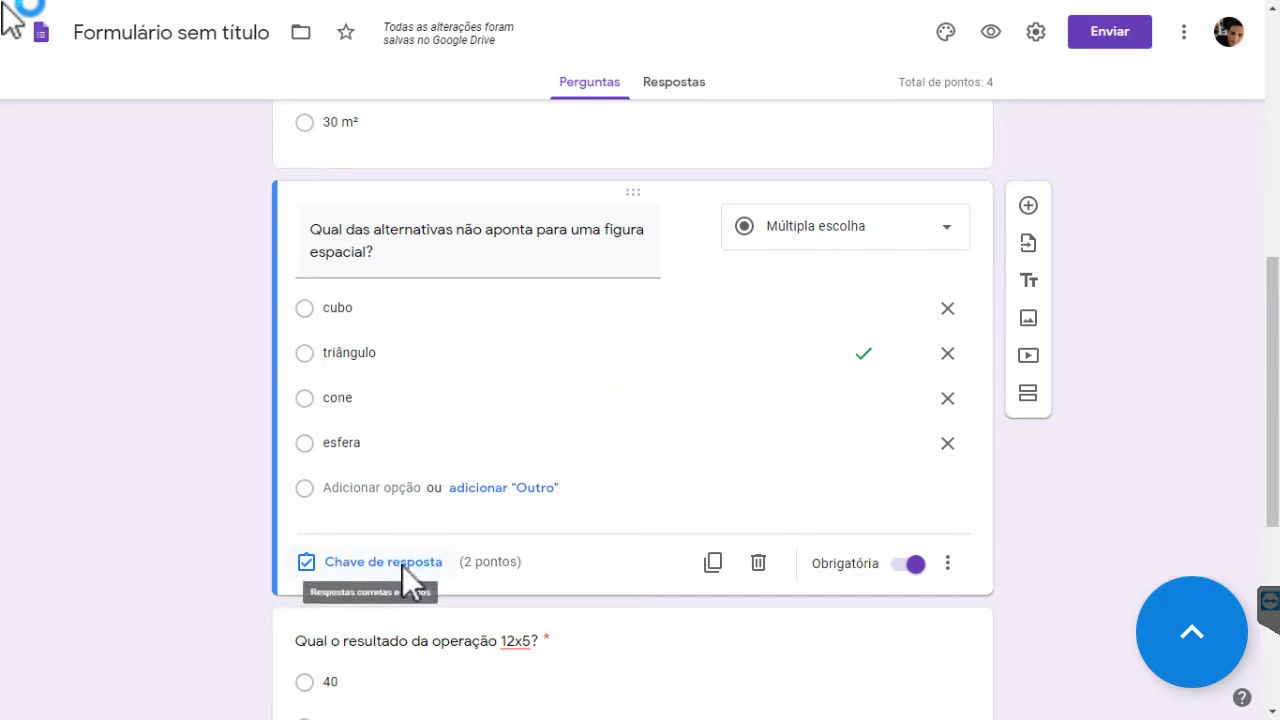 Formulário sem título
Todas as alterações foram
salvas no Google Drive
Enviar
Perguntas
Respostas
Total de pontos: 4
30 m²
Qual das alternativas não aponta para uma figura
espacial?
Múltipla escolha
cubo
triângulo
cone
esfera
Adicionar opção ou adicionar "Outro"
Chave de resposta (2 pontos)
Obrigatória
Respostas corretas e
Qual o resultado da operação 12x5? *
40